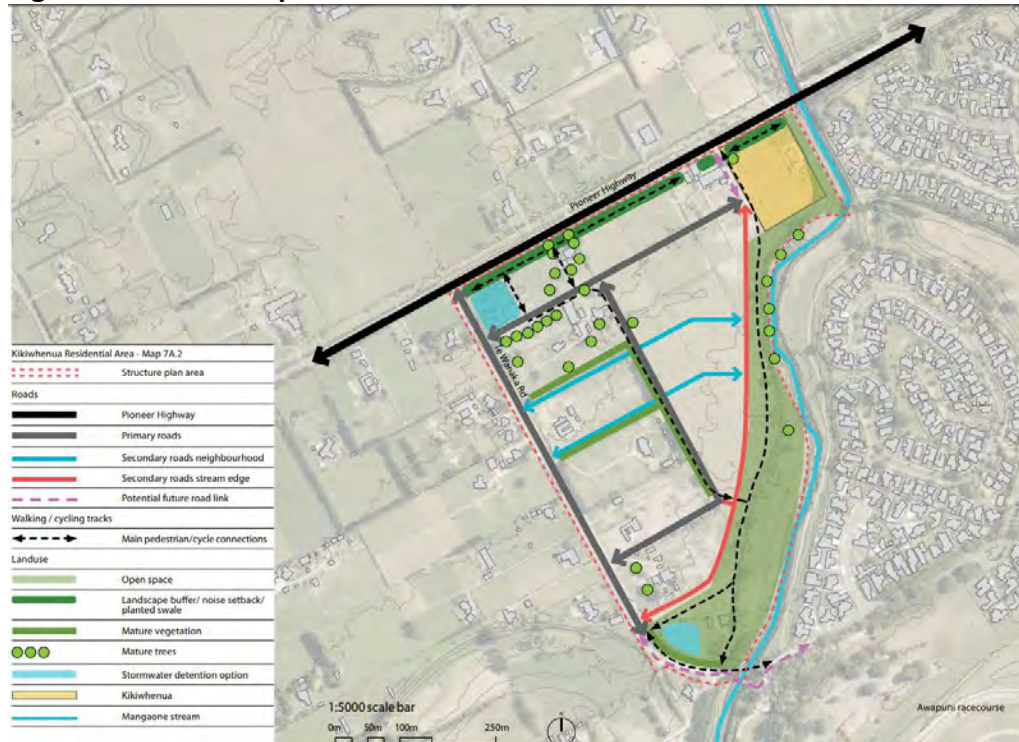 Pioneer Highway
Te Wanaka Rd
Kikiwhenua Residential Area - Map 7A.2
Structure plan area
Roads
Pioneer Highway
Primary roads
Secondary roads neighbourhood
Secondary roads stream edge
Potential future road link
Walking / cycling tracks
Main pedestrian/cycle connections
Landuse
Open space
Landscape buffer/ noise setback/
planted swale
Mature vegetation
Mature trees
Stormwater detention option
Kikiwhenua
Mangaone stream
1:5000 scale bar
0m 50m 100m 250m
Awapuni racecourse